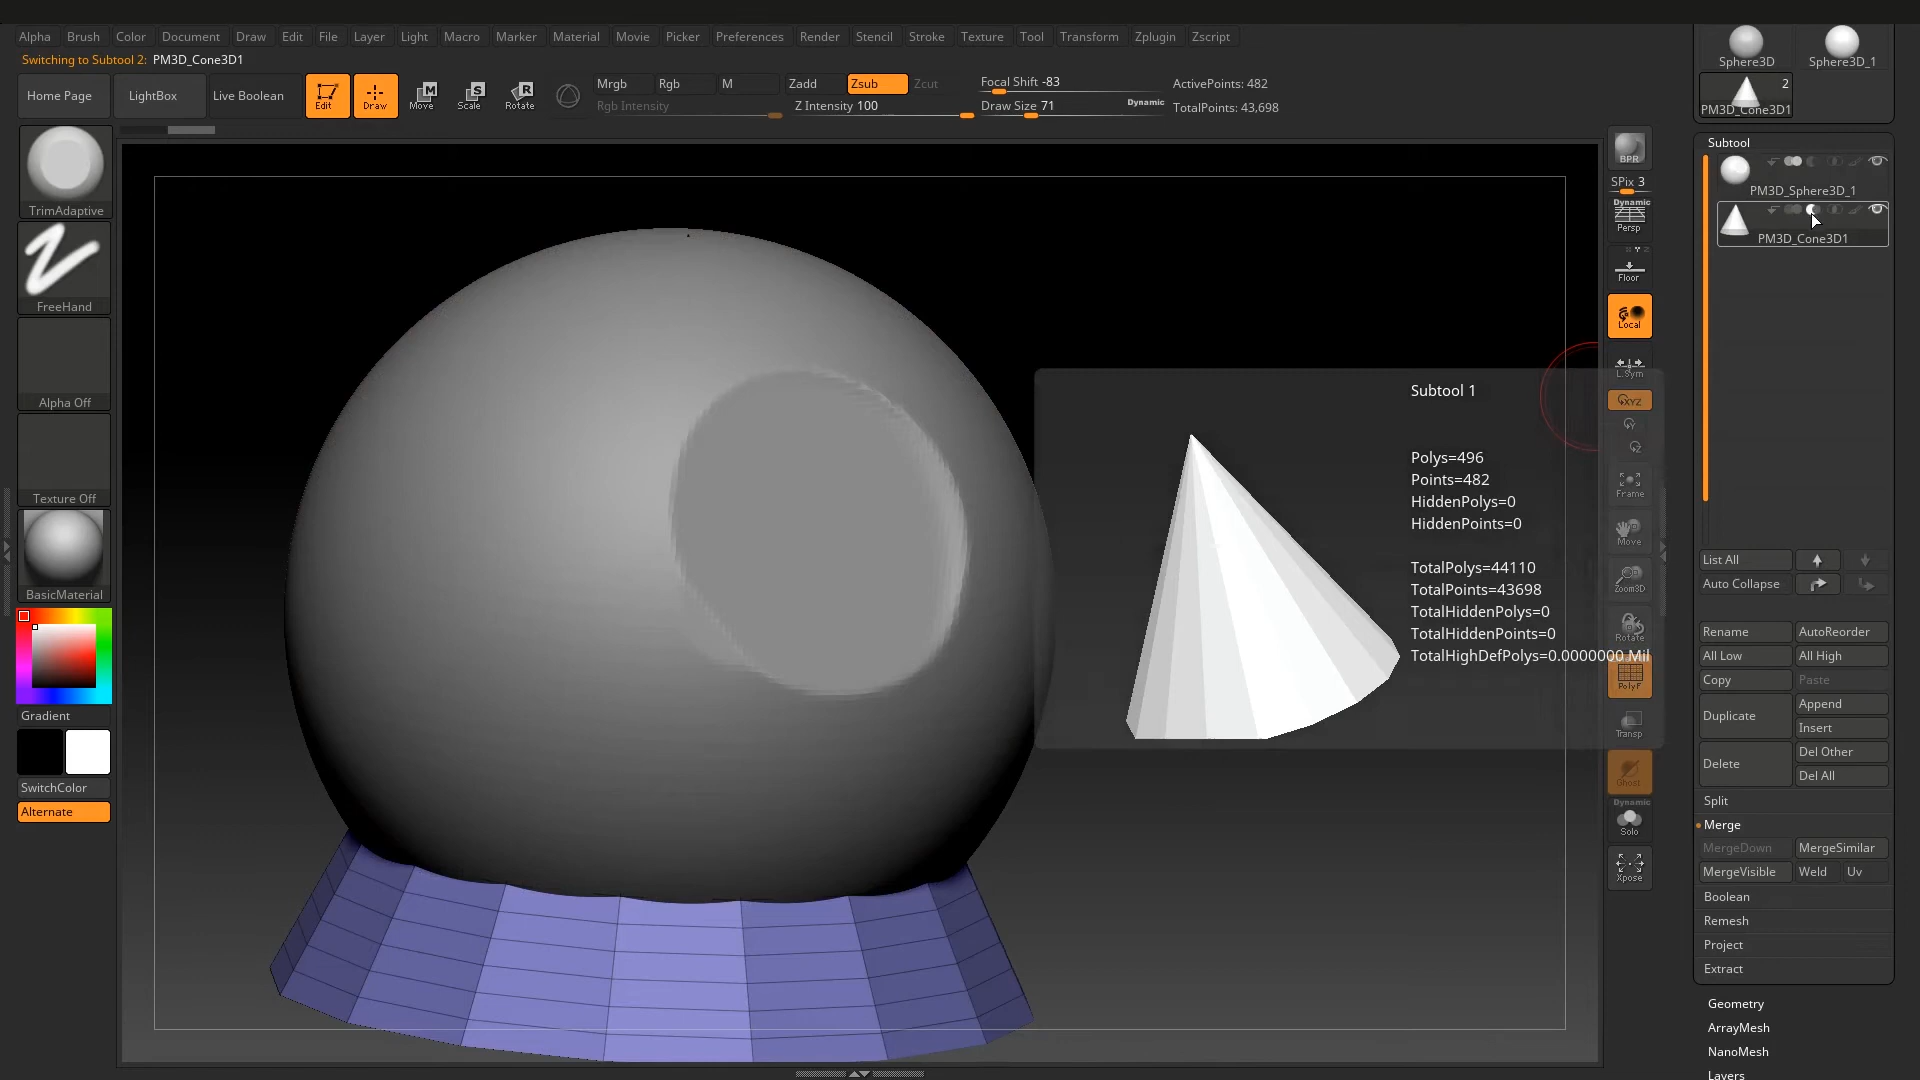 Alpha Brush Color Document Draw Edit File Layer Light Macro Marker Material Movie Picker Preferences Render Stencil Stroke Texture Tool Transform Zplugin Zscript
Switching to Subtool 2: PM3D_Cone3D1
Home Page LightBox Live Boolean
Edit Draw Move Scale Rotate
Mrgb Rgb M Zadd Zsub Zcut
Rgb Intensity Z Intensity 100
Focal Shift -83
Draw Size 71 Dynamic
ActivePoints: 482
TotalPoints: 43,698
TrimAdaptive
FreeHand
Alpha Off
Texture Off
BasicMaterial
Gradient
SwitchColor
Alternate
Subtool 1
Polys=496
Points=482
HiddenPolys=0
HiddenPoints=0
TotalPolys=44110
TotalPoints=43698
TotalHiddenPolys=0
TotalHiddenPoints=0
TotalHighDefPolys=0.0000000 Mil
BPR
SPix 3
Dynamic
Persp
Floor
Local
L.Sym
XYZ
Frame
Move
Zoom3D
Rotate
PolyF
Transp
Ghost
Dynamic
Solo
Xpose
Sphere3D Sphere3D_1
2
PM3D_Cone3D1
Subtool
PM3D_Sphere3D_1
PM3D_Cone3D1
List All
Auto Collapse
Rename AutoReorder
All Low All High
Copy Paste
Duplicate Append
Insert
Delete Del Other
Del All
Split
Merge
MergeDown MergeSimilar
MergeVisible Weld Uv
Boolean
Remesh
Project
Extract
Geometry
ArrayMesh
NanoMesh
Layers